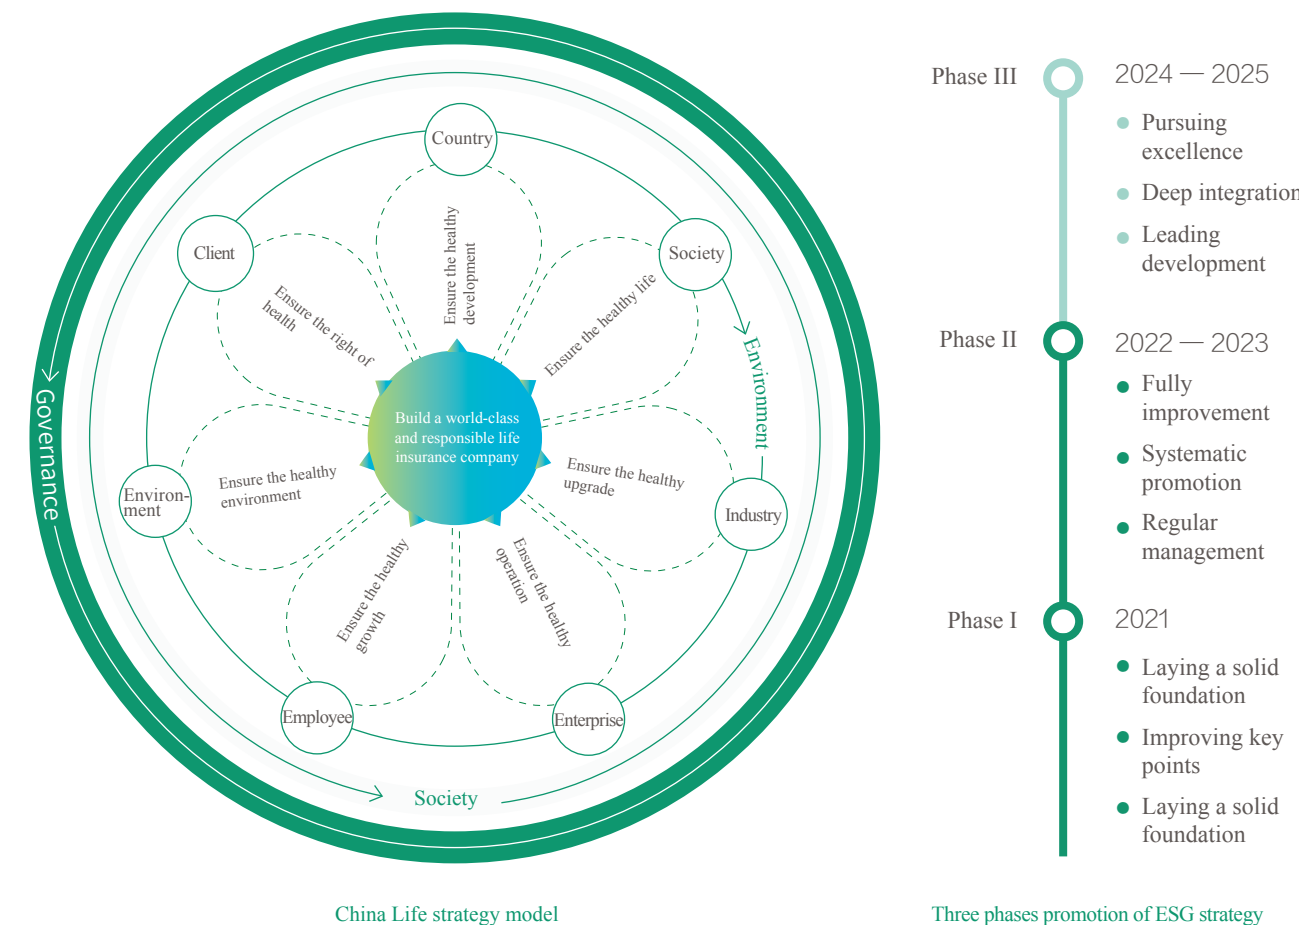 Country
Client
Society
Ensure the healthy
development
Ensure the right of
health
Ensure the healthy life
Environment
Governance
Build a world-class
and responsible life
insurance company
Ensure the healthy
environment
Ensure the healthy
upgrade
Environ-
ment
Industry
Ensure the healthy
growth
Ensure the healthy
operation
Employee
Enterprise
Society
China Life strategy model
Phase III
2024 — 2025
Pursuing
excellence
Deep integration
Leading
development
Phase II
2022 — 2023
Fully
improvement
Systematic
promotion
Regular
management
Phase I
2021
Laying a solid
foundation
Improving key
points
Laying a solid
foundation
Three phases promotion of ESG strategy